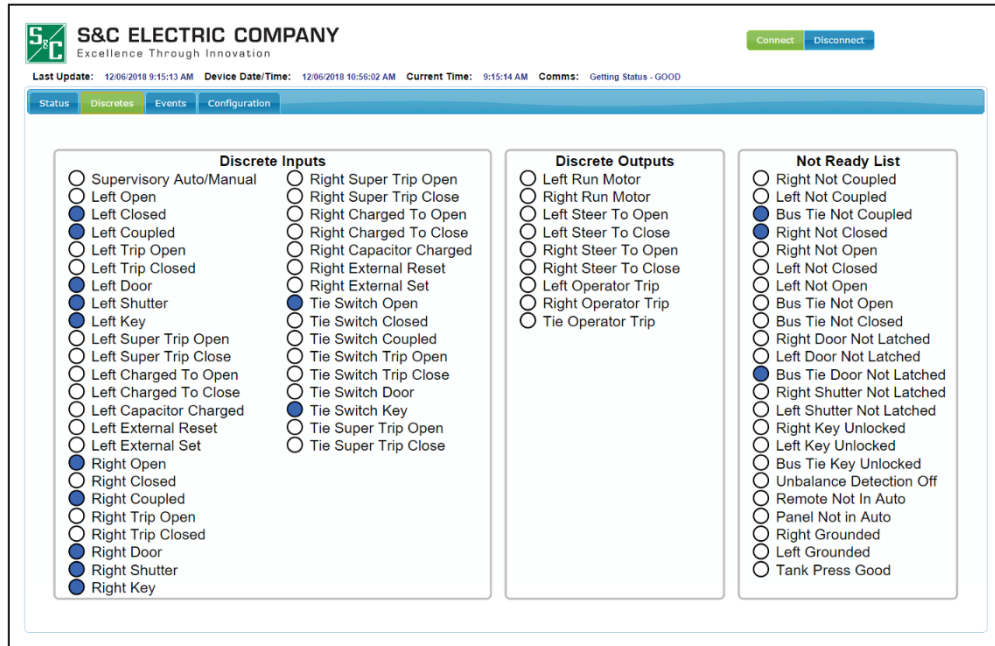 S&C ELECTRIC COMPANY
Excellence Through Innovation
Connect Disconnect
Last Update: 12/06/2018 9:15:13 AM Device Date/Time: 12/06/2018 10:56:02 AM Current Time: 9:15:14 AM Comms: Getting Status - GOOD
Status Discretes Events Configuration
Discrete Inputs
Supervisory Auto/Manual
Left Open
Left Closed
Left Coupled
Left Trip Open
Left Trip Closed
Left Door
Left Shutter
Left Key
Left Super Trip Open
Left Super Trip Close
Left Charged To Open
Left Charged To Close
Left Capacitor Charged
Left External Reset
Left External Set
Right Open
Right Closed
Right Coupled
Right Trip Open
Right Trip Closed
Right Door
Right Shutter
Right Key
Right Super Trip Open
Right Super Trip Close
Right Charged To Open
Right Charged To Close
Right Capacitor Charged
Right External Reset
Right External Set
Tie Switch Open
Tie Switch Closed
Tie Switch Coupled
Tie Switch Trip Open
Tie Switch Trip Close
Tie Switch Door
Tie Switch Key
Tie Super Trip Open
Tie Super Trip Close
Discrete Outputs
Left Run Motor
Right Run Motor
Left Steer To Open
Left Steer To Close
Right Steer To Open
Right Steer To Close
Left Operator Trip
Right Operator Trip
Tie Operator Trip
Not Ready List
Right Not Coupled
Left Not Coupled
Bus Tie Not Coupled
Right Not Closed
Right Not Open
Left Not Closed
Left Not Open
Bus Tie Not Open
Bus Tie Not Closed
Right Door Not Latched
Left Door Not Latched
Bus Tie Door Not Latched
Right Shutter Not Latched
Left Shutter Not Latched
Right Key Unlocked
Left Key Unlocked
Bus Tie Key Unlocked
Unbalance Detection Off
Remote Not In Auto
Panel Not in Auto
Right Grounded
Left Grounded
Tank Press Good